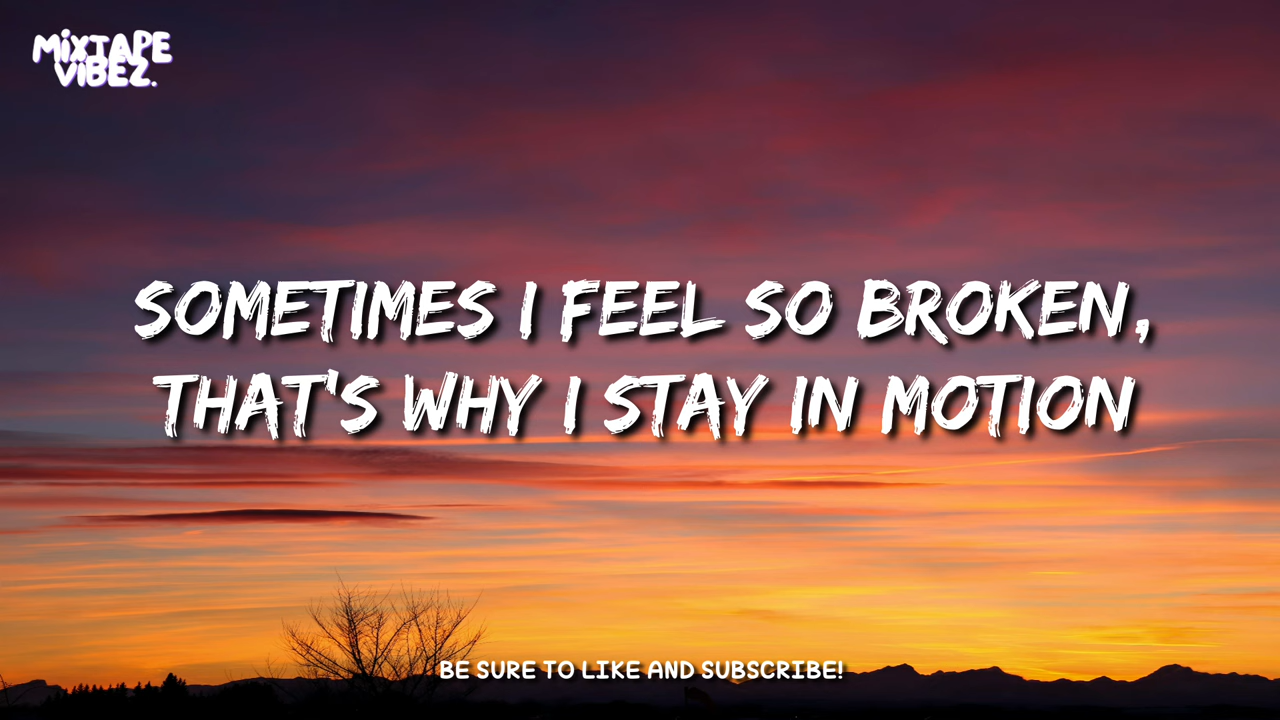 MiXTAPE
ViBEZ.
SOMETIMES I FEEL SO BROKEN,
THAT'S WHY I STAY IN MOTION
BE SURE TO LIKE AND SUBSCRIBE!